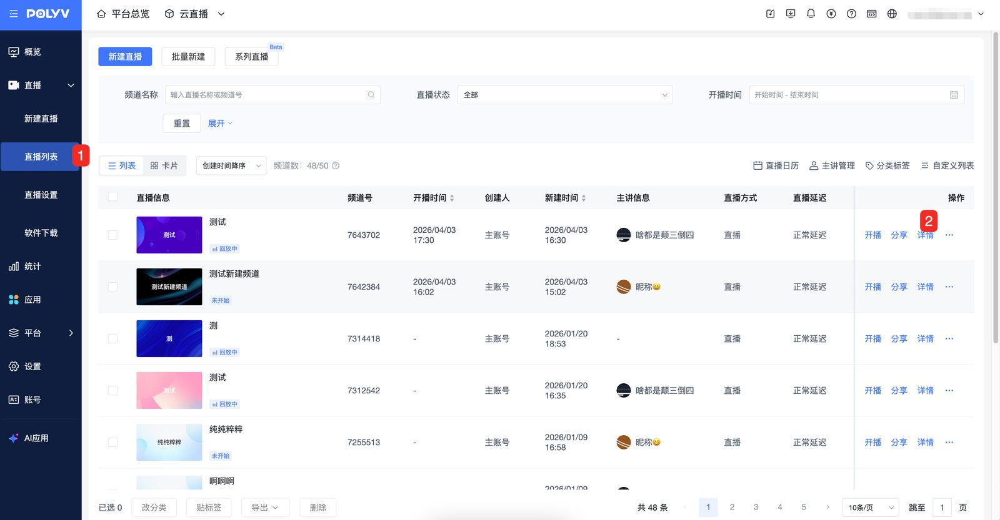 POLYV
平台总览
云直播
概览
直播
新建直播
直播列表
1
直播设置
软件下载
统计
应用
平台
设置
账号
AI应用
新建直播
批量新建
系列直播
Beta
频道名称
输入直播名称或频道号
直播状态
全部
开播时间
开始时间 - 结束时间
重置
展开
列表
卡片
创建时间降序
频道数: 48/50
直播日历
主讲管理
分类标签
自定义列表
直播信息
频道号
开播时间
创建人
新建时间
主讲信息
直播方式
直播延迟
操作
2
测试
测试
回放中
7643702
2026/04/03
17:30
主账号
2026/04/03
16:30
啥都是颠三倒四
直播
正常延迟
开播
分享
详情
测试新建频道
测试新建频道
未开始
7642384
2026/04/03
16:02
主账号
2026/04/03
15:02
昵称😄
直播
正常延迟
开播
分享
详情
测
测
回放中
7314418
-
主账号
2026/01/20
18:53
-
直播
正常延迟
开播
分享
详情
测试
测试
回放中
7312542
-
主账号
2026/01/20
16:35
啥都是颠三倒四
直播
正常延迟
开播
分享
详情
纯纯粹粹
纯纯粹粹
未开始
7255513
-
主账号
2026/01/09
16:58
昵称😄
直播
正常延迟
开播
分享
详情
啊啊啊
2026/01/09
已选 0
改分类
贴标签
导出
删除
共 48 条
1
2
3
4
5
10条/页
跳至
1
页